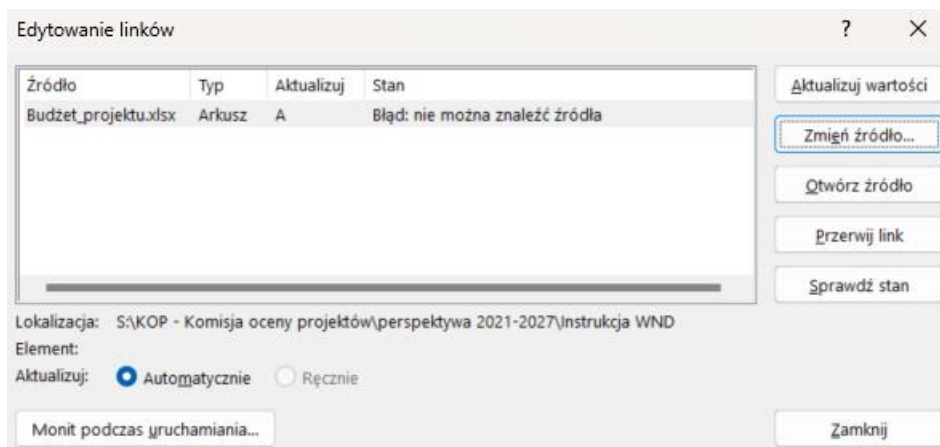 Edytowanie linków ? ×
Źródło Typ Aktualizuj Stan Aktualizuj wartości
Budżet_projektu.xlsx Arkusz A Błąd: nie można znaleźć źródła
Zmień źródło...
Otwórz źródło
Przerwij link
Sprawdź stan
Lokalizacja: S:\KOP - Komisja oceny projektów\perspektywa 2021-2027\Instrukcja WND
Element:
Aktualizuj: Automatycznie Ręcznie
Monit podczas uruchamiania... Zamknij